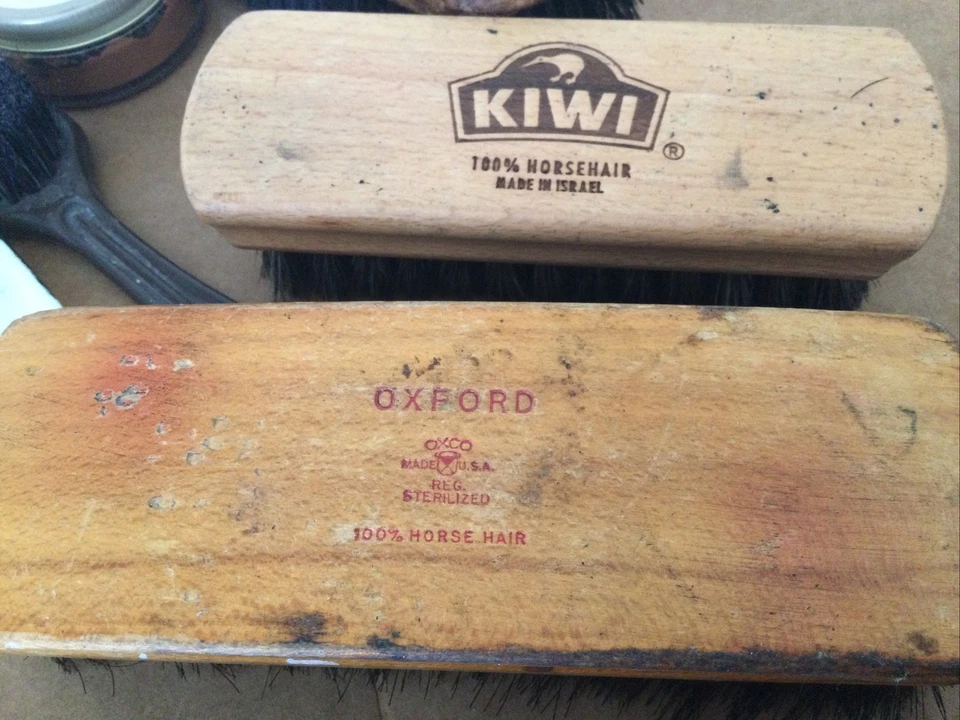 KIWI
®
100% HORSEHAIR
MADE IN ISRAEL
OXFORD
OXCO
MADE U.S.A.
REG.
STERILIZED
100% HORSE HAIR